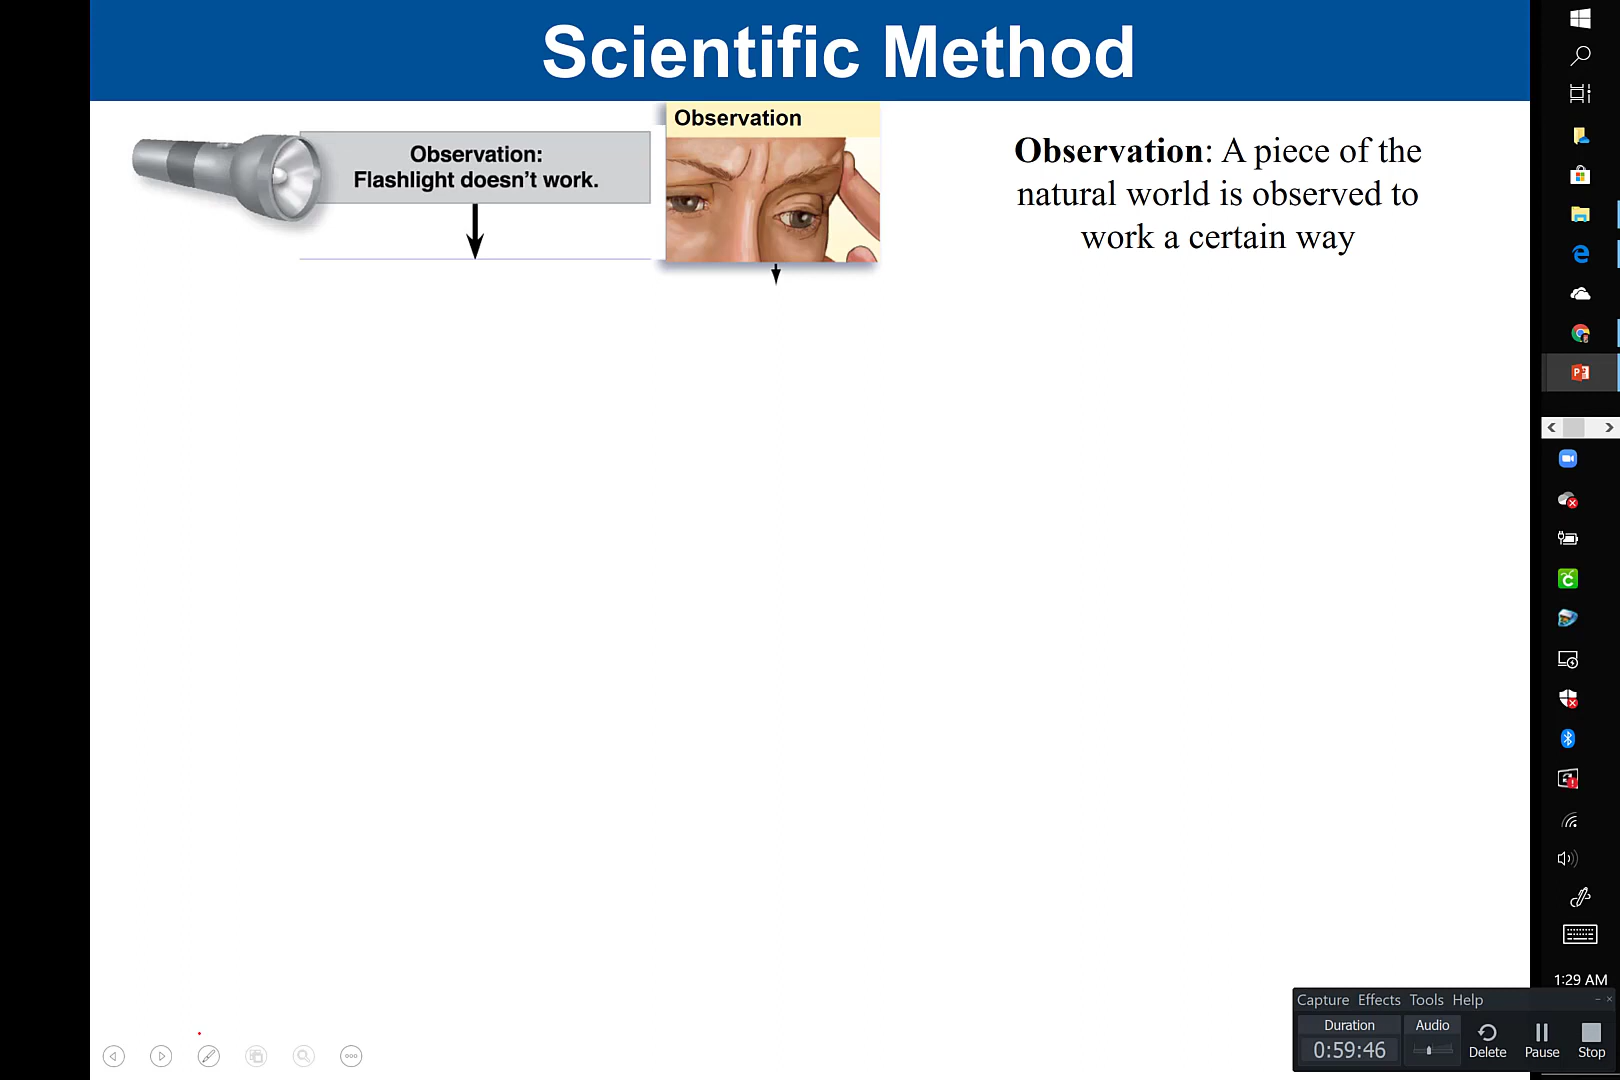 Scientific Method
Observation:
Flashlight doesn't work.
Observation
Observation: A piece of the
natural world is observed to
work a certain way
1:29 AM
Capture Effects Tools Help
Duration
0:59:46
Audio
Delete
Pause
Stop